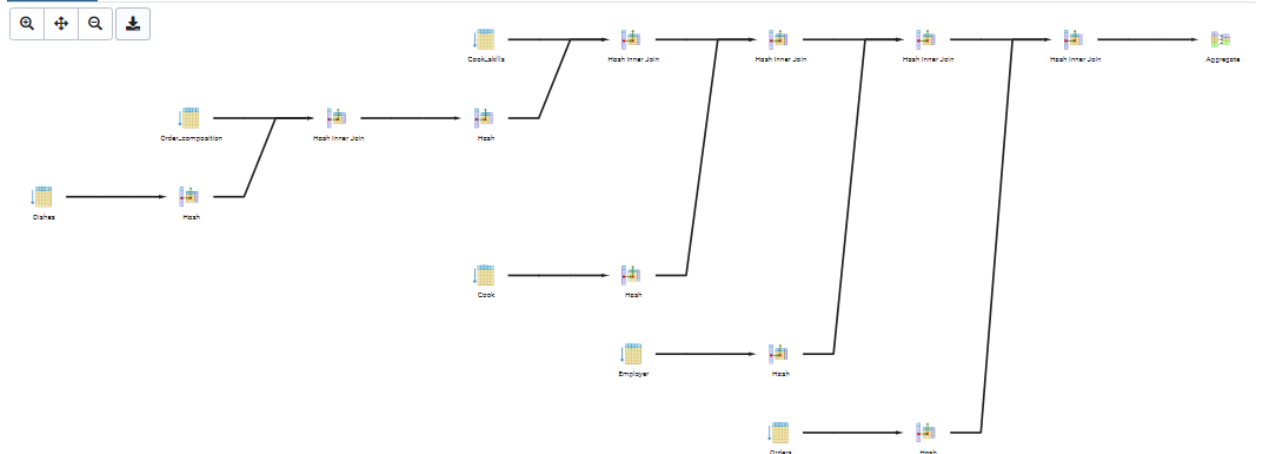 Cook_skills
Hash Inner Join
Hash Inner Join
Hash Inner Join
Hash Inner Join
Aggregate
Order_composition
Hash Inner Join
Hash
Dishes
Hash
Cook
Hash
Employer
Hash
Orders
Hash